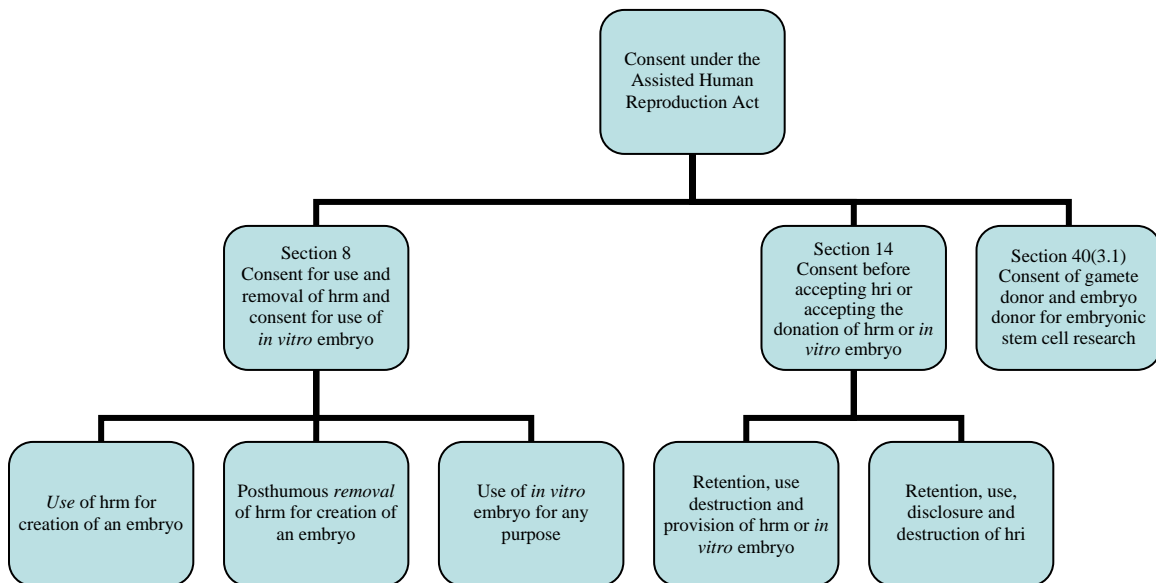 Consent under the
Assisted Human
Reproduction Act
Section 8
Consent for use and
removal of hrm and
consent for use of
in vitro embryo
Section 14
Consent before
accepting hri or
accepting the
donation of hrm or in
vitro embryo
Section 40(3.1)
Consent of gamete
donor and embryo
donor for embryonic
stem cell research
Use of hrm for
creation of an embryo
Posthumous removal
of hrm for creation of
an embryo
Use of in vitro
embryo for any
purpose
Retention, use
destruction and
provision of hrm or in
vitro embryo
Retention, use,
disclosure and
destruction of hri